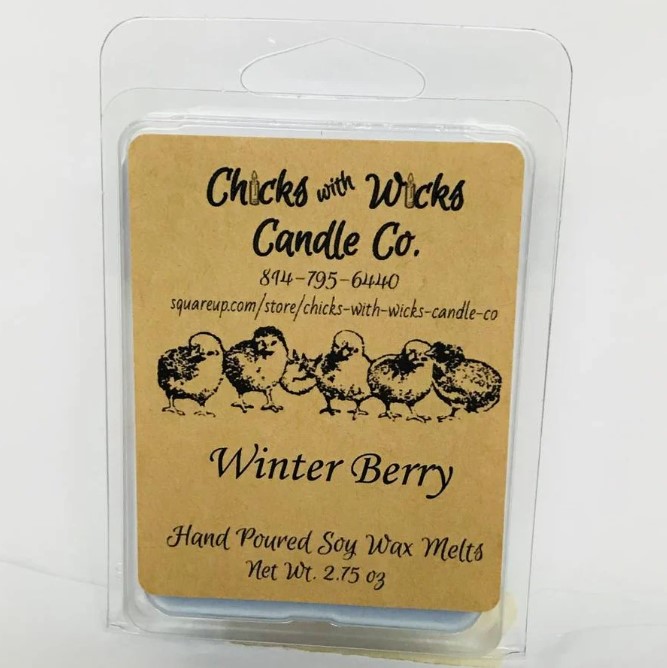 Chicks with Wicks
Candle Co.
814-795-6440
squareup.com/store/chicks-with-wicks-candle-co
Winter Berry
Hand Poured Soy Wax Melts
Net Wt. 2.75 oz